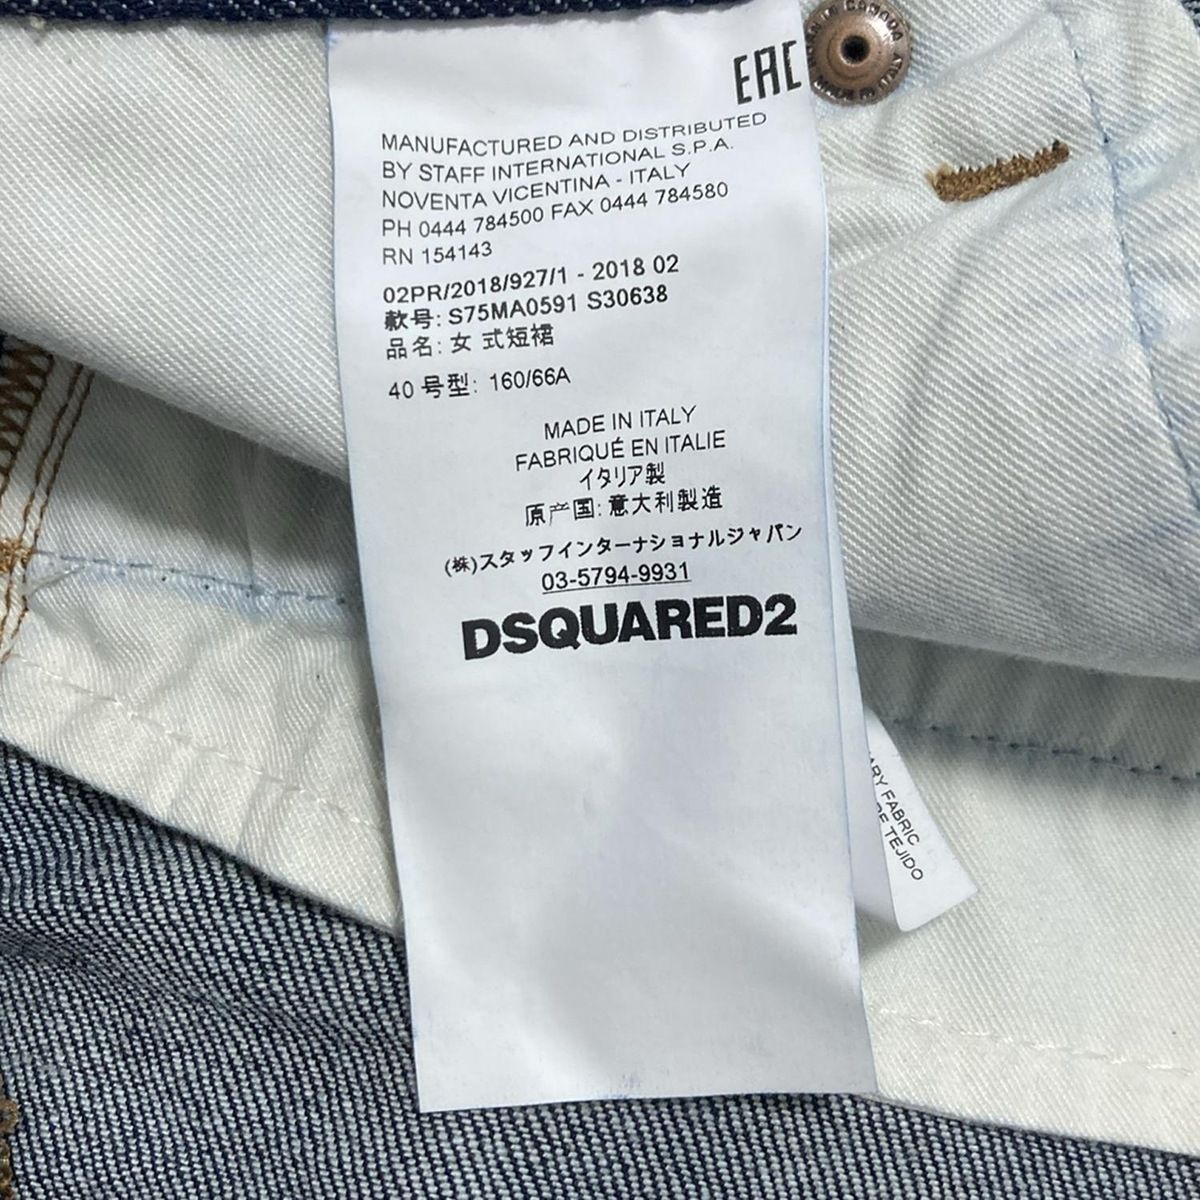 EAC
MANUFACTURED AND DISTRIBUTED
BY STAFF INTERNATIONAL S.P.A.
NOVENTA VICENTINA - ITALY
PH 0444 784500 FAX 0444 784580
RN 154143
02PR/2018/927/1 - 2018 02
款号: S75MA0591 S30638
品名: 女 式短裙
40 号型: 160/66A
MADE IN ITALY
FABRIQUÉ EN ITALIE
イタリア製
原产国: 意大利製造
(株)スタッフインターナショナルジャパン
03-5794-9931
DSQUARED2
FABRIC
TEJIDO
CANADA
MADE IN ITALY